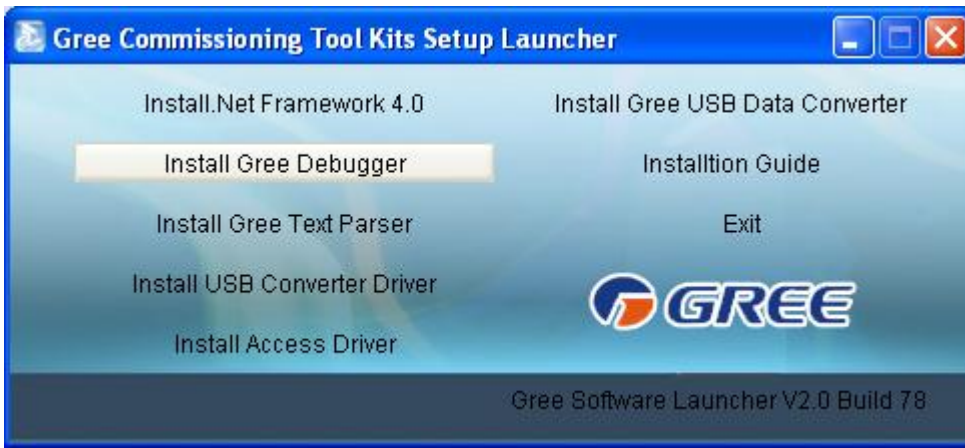 Gree Commissioning Tool Kits Setup Launcher
Install.Net Framework 4.0
Install Gree Debugger
Install Gree Text Parser
Install USB Converter Driver
Install Access Driver
Install Gree USB Data Converter
Installtion Guide
Exit
GREE
Gree Software Launcher V2.0 Build 78